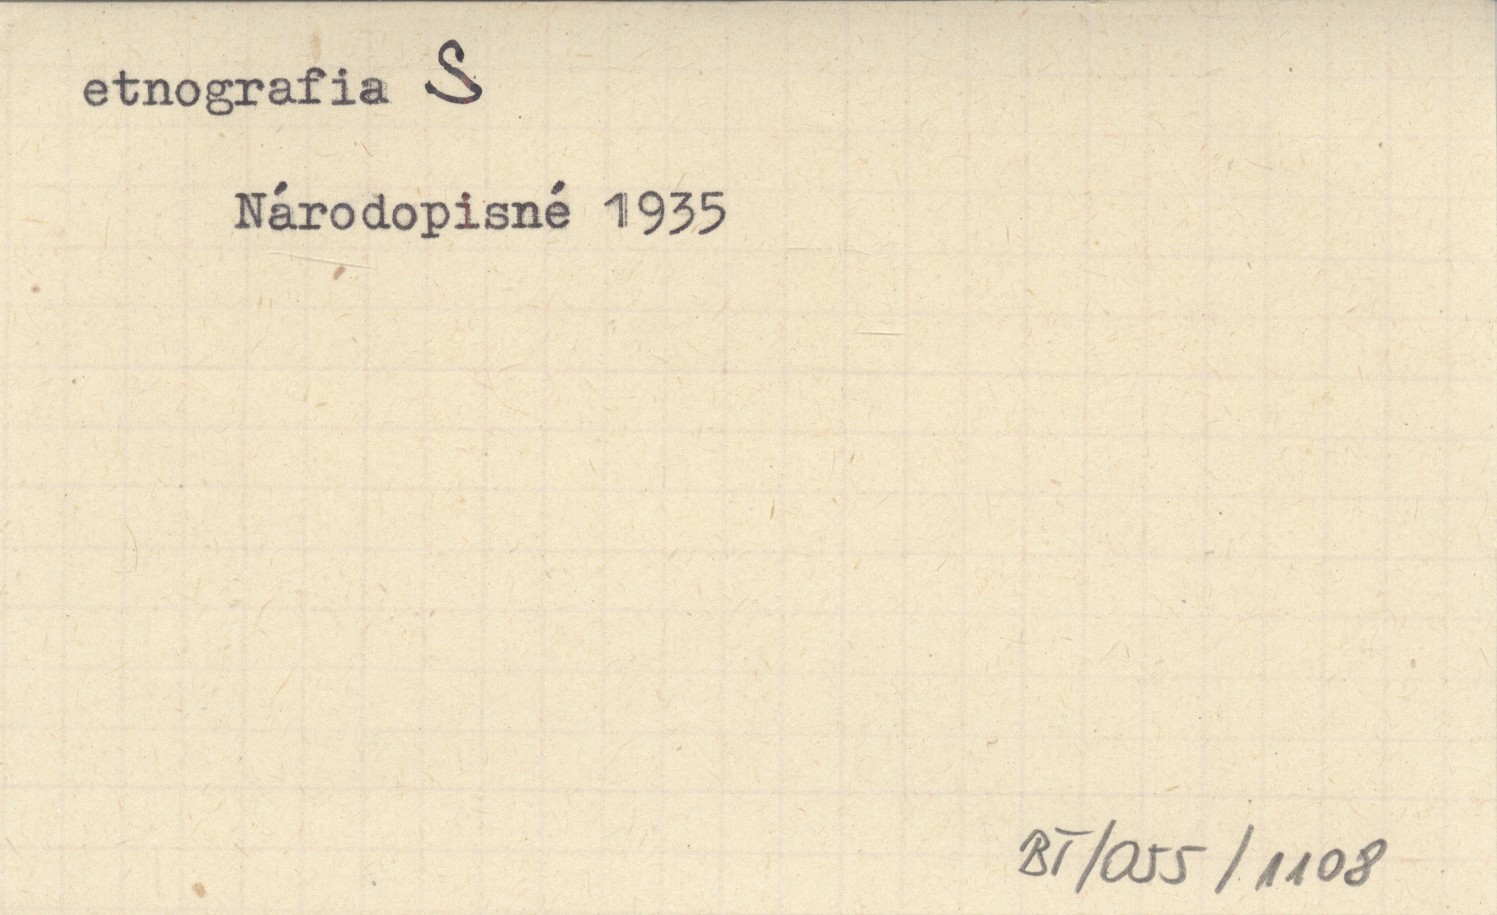 etnografia S
Národopisné 1935
BT/055/1108